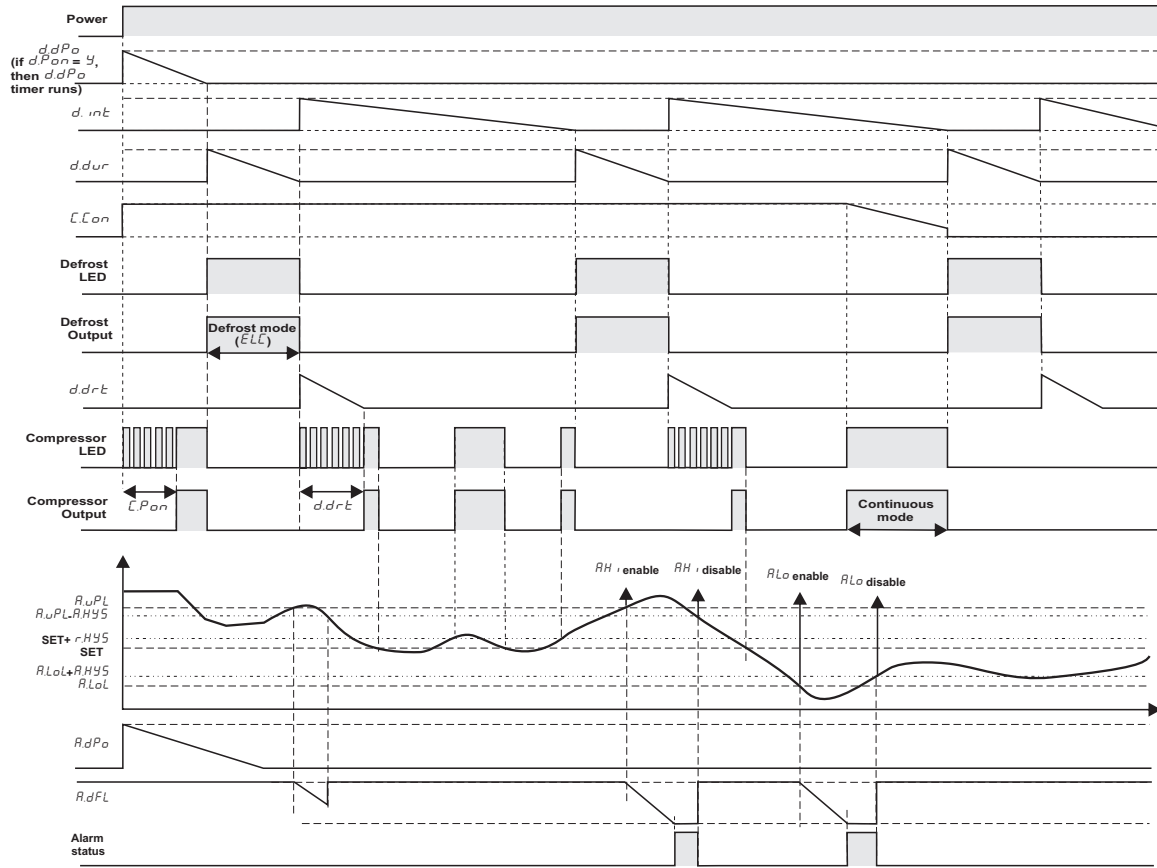 Power
d.dPo
(if d.Pon = y,
then d.dPo
timer runs)
d.int
d.dur
C.Con
Defrost
LED
Defrost
Output
Defrost mode
(ELC)
d.drt
Compressor
LED
Compressor
Output
C.Pon
d.drt
Continuous
mode
AHi enable
AHi disable
ALo enable
ALo disable
A.uPL
A.uPL-A.HYS
SET+ r.HYS
SET
A.LoL+A.HYS
A.LoL
A.dPo
A.dFL
Alarm
status